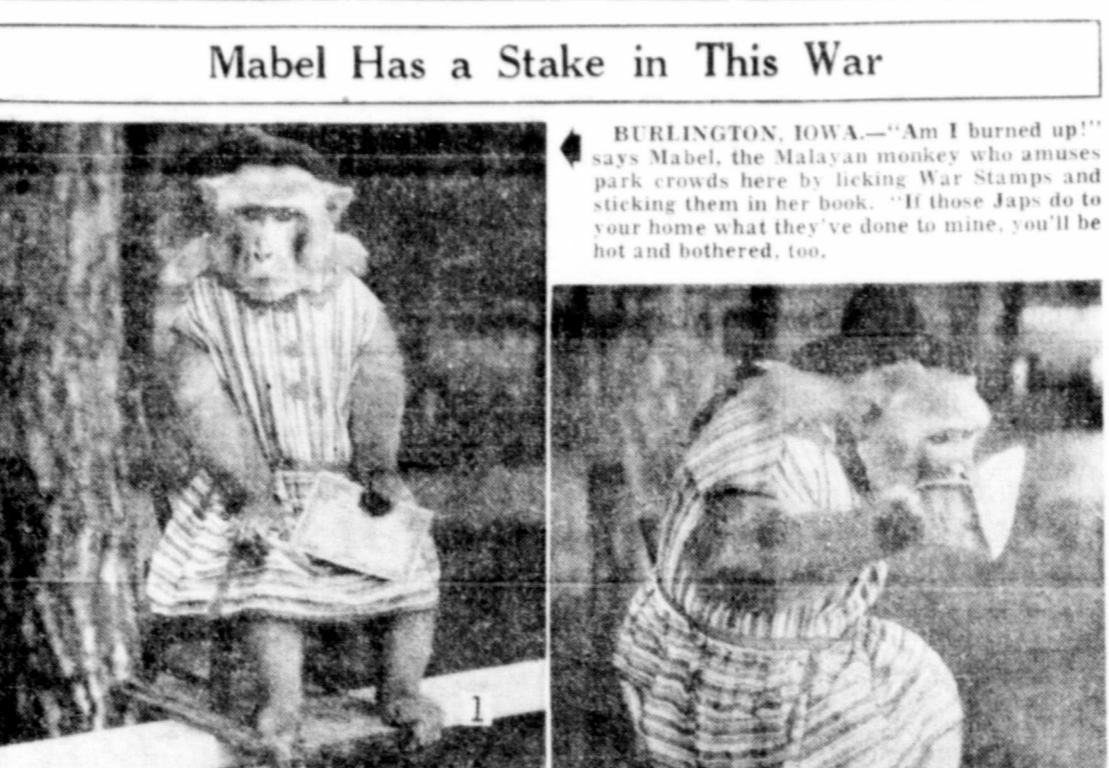 Mabel Has a Stake in This War
BURLINGTON, IOWA.—"Am I burned up!"
says Mabel, the Malayan monkey who amuses
park crowds here by licking War Stamps and
sticking them in her book. "If those Japs do to
your home what they've done to mine, you'll be
hot and bothered, too.
1